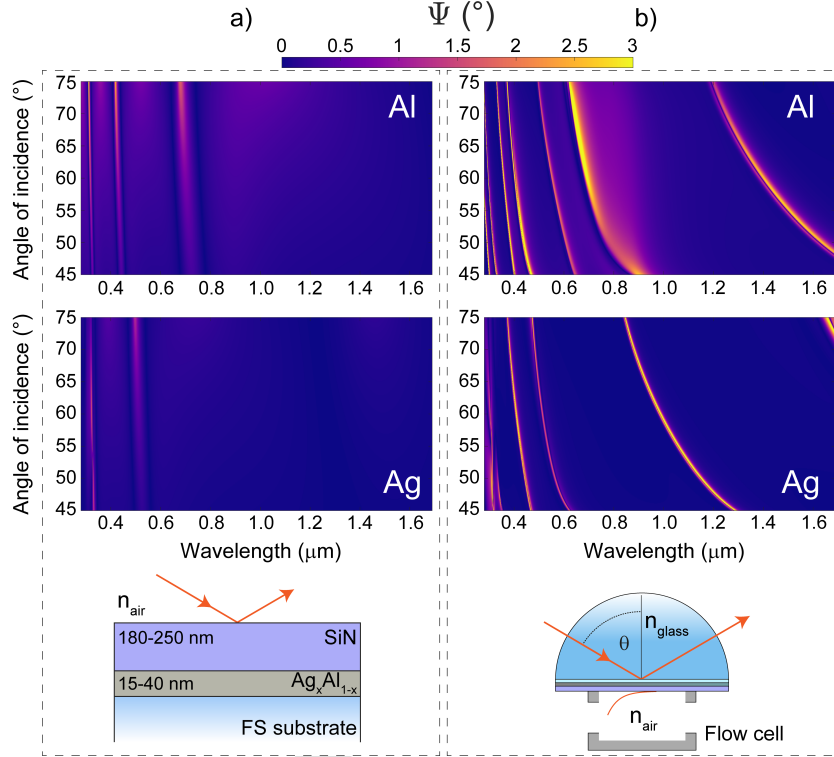 a)
Ψ (°)
b)
0 0.5 1 1.5 2 2.5 3
Angle of incidence (°)
75
70
65
60
55
50
45
Al
0.4 0.6 0.8 1.0 1.2 1.4 1.6
75
70
65
60
55
50
45
Al
0.4 0.6 0.8 1.0 1.2 1.4 1.6
Angle of incidence (°)
75
70
65
60
55
50
45
Ag
0.4 0.6 0.8 1.0 1.2 1.4 1.6
Wavelength (μm)
75
70
65
60
55
50
45
Ag
0.4 0.6 0.8 1.0 1.2 1.4 1.6
Wavelength (μm)
n_air
180-250 nm SiN
15-40 nm Ag_xAl_1-x
FS substrate
n_glass
θ
n_air
Flow cell